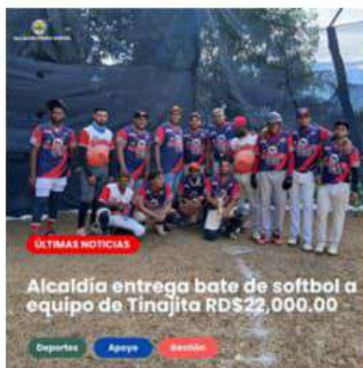 ÚLTIMAS NOTICIAS
Alcaldía entrega bate de softbol a
equipo de Tinajita RD$22,000.00
Deportes Apoyo Gestión